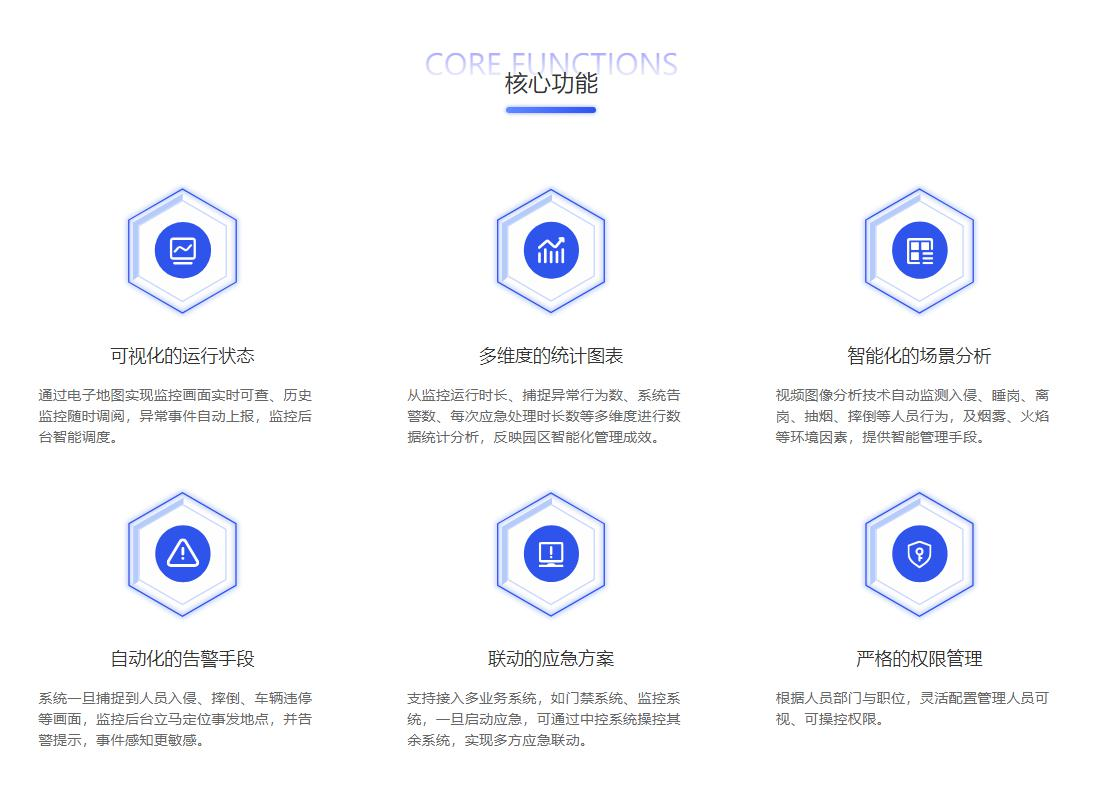 CORE FUNCTIONS
核心功能
可视化的运行状态
通过电子地图实现监控画面实时可查、历史
监控随时调阅，异常事件自动上报，监控后
台智能调度。
多维度的统计图表
从监控运行时长、捕捉异常行为数、系统告
警数、每次应急处理时长数等多维度进行数
据统计分析，反映园区智能化管理成效。
智能化的场景分析
视频图像分析技术自动监测入侵、睡岗、离
岗、抽烟、摔倒等人员行为，及烟雾、火焰
等环境因素，提供智能管理手段。
自动化的告警手段
系统一旦捕捉到人员入侵、摔倒、车辆违停
等画面，监控后台立马定位事发地点，并告
警提示，事件感知更敏感。
联动的应急方案
支持接入多业务系统，如门禁系统、监控系
统，一旦启动应急，可通过中控系统操控其
余系统，实现多方应急联动。
严格的权限管理
根据人员部门与职位，灵活配置管理人员可
视、可操控权限。